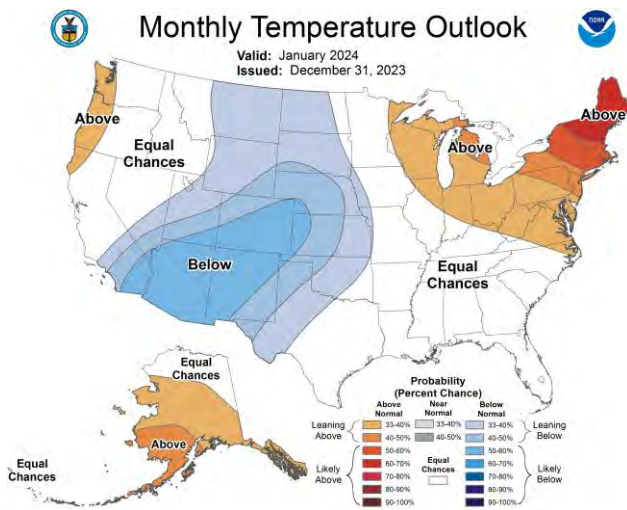 Monthly Temperature Outlook
NOAA
Valid: January 2024
Issued: December 31, 2023
Above
Equal
Chances
Below
Above
Above
Equal
Chances
Equal
Chances
Above
Equal
Chances
Probability
(Percent Chance)
Above
Normal
Near
Normal
Below
Normal
Leaning
Above
33-40%
33-40%
33-40%
Leaning
Below
40-50%
40-50%
40-50%
Likely
Above
50-60%
50-60%
60-70%
60-70%
70-80%
70-80%
80-90%
80-90%
90-100%
90-100%
Equal
Chances
Likely
Below